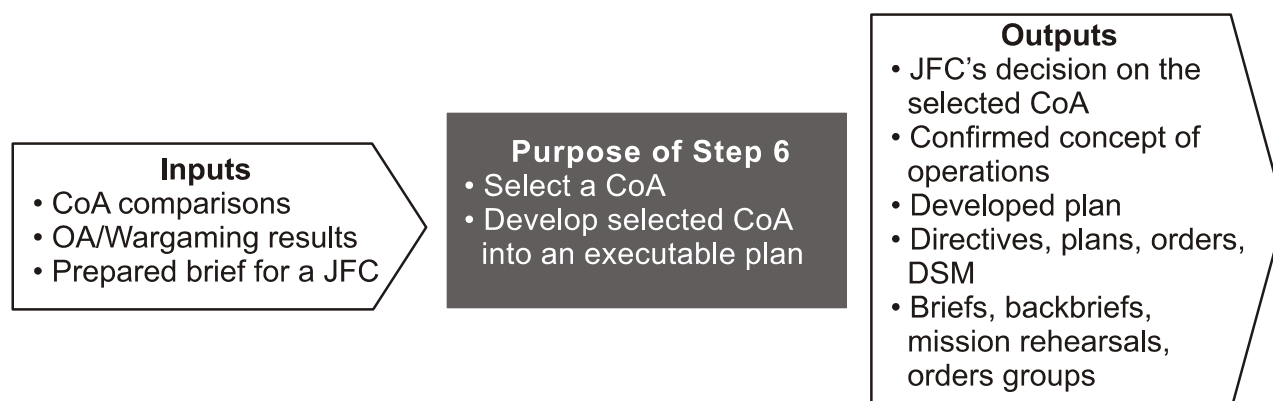 Inputs
• CoA comparisons
• OA/Wargaming results
• Prepared brief for a JFC
Purpose of Step 6
• Select a CoA
• Develop selected CoA
into an executable plan
Outputs
• JFC’s decision on the
selected CoA
• Confirmed concept of
operations
• Developed plan
• Directives, plans, orders,
DSM
• Briefs, backbriefs,
mission rehearsals,
orders groups